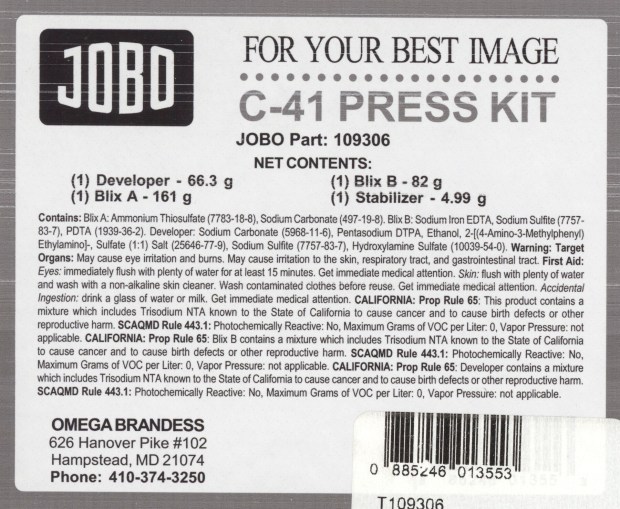 JOBO
FOR YOUR BEST IMAGE
C-41 PRESS KIT
JOBO Part: 109306
NET CONTENTS:
(1) Developer - 66.3 g (1) Blix B - 82 g
(1) Blix A - 161 g (1) Stabilizer - 4.99 g
Contains: Blix A: Ammonium Thiosulfate (7783-18-8), Sodium Carbonate (497-19-8). Blix B: Sodium Iron EDTA, Sodium Sulfite (7757-
83-7), PDTA (1939-36-2). Developer: Sodium Carbonate (5968-11-6), Pentasodium DTPA, Ethanol, 2-[(4-Amino-3-Methylphenyl)
Ethylamino]-, Sulfate (1:1) Salt (25646-77-9), Sodium Sulfite (7757-83-7), Hydroxylamine Sulfate (10039-54-0). Warning: Target
Organs: May cause eye irritation and burns. May cause irritation to the skin, respiratory tract, and gastrointestinal tract. First Aid:
Eyes: immediately flush with plenty of water for at least 15 minutes. Get immediate medical attention. Skin: flush with plenty of water
and wash with a non-alkaline skin cleaner. Wash contaminated clothes before reuse. Get immediate medical attention. Accidental
Ingestion: drink a glass of water or milk. Get immediate medical attention. CALIFORNIA: Prop Rule 65: This product contains a
mixture which includes Trisodium NTA known to the State of California to cause cancer and to cause birth defects or other
reproductive harm. SCAQMD Rule 443.1: Photochemically Reactive: No, Maximum Grams of VOC per Liter: 0, Vapor Pressure: not
applicable. CALIFORNIA: Prop Rule 65: Blix B contains a mixture which includes Trisodium NTA known to the State of California
to cause cancer and to cause birth defects or other reproductive harm. SCAQMD Rule 443.1: Photochemically Reactive: No,
Maximum Grams of VOC per Liter: 0, Vapor Pressure: not applicable. CALIFORNIA: Prop Rule 65: Developer contains a mixture
which includes Trisodium NTA known to the State of California to cause cancer and to cause birth defects or other reproductive harm.
SCAQMD Rule 443.1: Photochemically Reactive: No, Maximum Grams of VOC per Liter: 0, Vapor Pressure: not applicable.
OMEGA BRANDESS
626 Hanover Pike #102
Hampstead, MD 21074
Phone: 410-374-3250
0 885246 013553
T109306